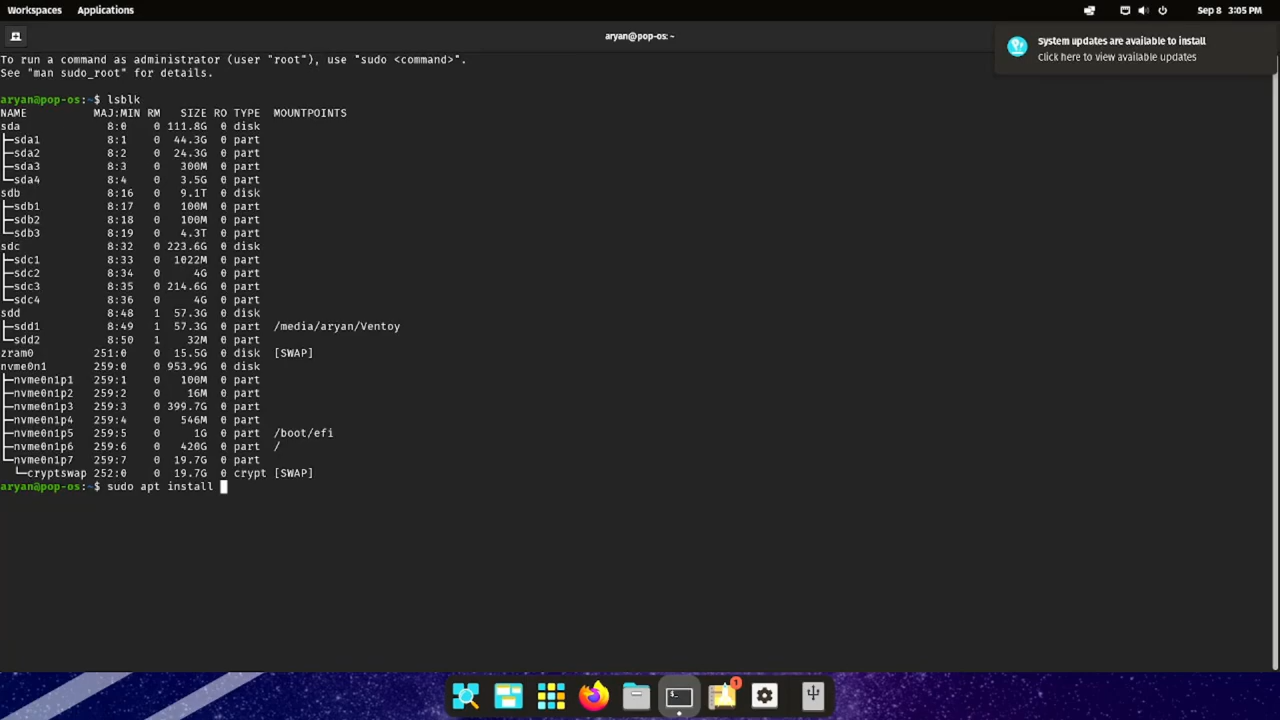 Workspaces Applications Sep 8 3:05 PM
aryan@pop-os: ~
System updates are available to install
Click here to view available updates
To run a command as administrator (user "root"), use "sudo <command>".
See "man sudo_root" for details.
aryan@pop-os:~$ lsblk
NAME MAJ:MIN RM SIZE RO TYPE MOUNTPOINTS
sda 8:0 0 111.8G 0 disk
├─sda1 8:1 0 44.3G 0 part
├─sda2 8:2 0 24.3G 0 part
├─sda3 8:3 0 300M 0 part
└─sda4 8:4 0 3.5G 0 part
sdb 8:16 0 9.1T 0 disk
├─sdb1 8:17 0 100M 0 part
├─sdb2 8:18 0 100M 0 part
└─sdb3 8:19 0 4.3T 0 part
sdc 8:32 0 223.6G 0 disk
├─sdc1 8:33 0 1022M 0 part
├─sdc2 8:34 0 4G 0 part
├─sdc3 8:35 0 214.6G 0 part
└─sdc4 8:36 0 4G 0 part
sdd 8:48 1 57.3G 0 disk
├─sdd1 8:49 1 57.3G 0 part /media/aryan/Ventoy
└─sdd2 8:50 1 32M 0 part
zram0 251:0 0 15.5G 0 disk [SWAP]
nvme0n1 259:0 0 953.9G 0 disk
├─nvme0n1p1 259:1 0 100M 0 part
├─nvme0n1p2 259:2 0 16M 0 part
├─nvme0n1p3 259:3 0 399.7G 0 part
├─nvme0n1p4 259:4 0 546M 0 part
├─nvme0n1p5 259:5 0 1G 0 part /boot/efi
├─nvme0n1p6 259:6 0 420G 0 part /
└─nvme0n1p7 259:7 0 19.7G 0 part
└─cryptswap 252:0 0 19.7G 0 crypt [SWAP]
aryan@pop-os:~$ sudo apt install
1